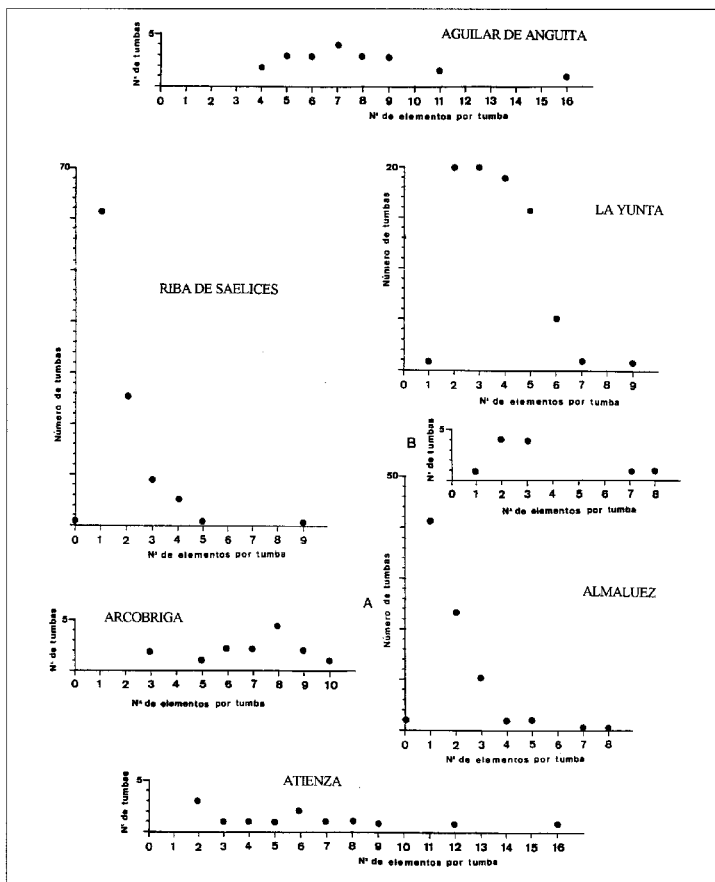 AGUILAR DE ANGUITA
5
Nº de tumbas
0 1 2 3 4 5 6 7 8 9 10 11 12 13 14 15 16
Nº de elementos por tumba
70
Número de tumbas
RIBA DE SAELICES
0 1 2 3 4 5 6 7 8 9
Nº de elementos por tumba
20
Número de tumbas
LA YUNTA
0 1 2 3 4 5 6 7 8 9
Nº de elementos por tumba
B
5
Nº de tumbas
0 1 2 3 4 5 6 7 8
Nº de elementos por tumba
A
50
Número de tumbas
ALMALUEZ
0 1 2 3 4 5 6 7 8
Nº de elementos por tumba
ARCOBRIGA
5
Nº de tumbas
0 1 2 3 4 5 6 7 8 9 10
Nº de elementos por tumba
ATIENZA
5
Nº de tumbas
0 1 2 3 4 5 6 7 8 9 10 11 12 13 14 15 16
Nº de elementos por tumba